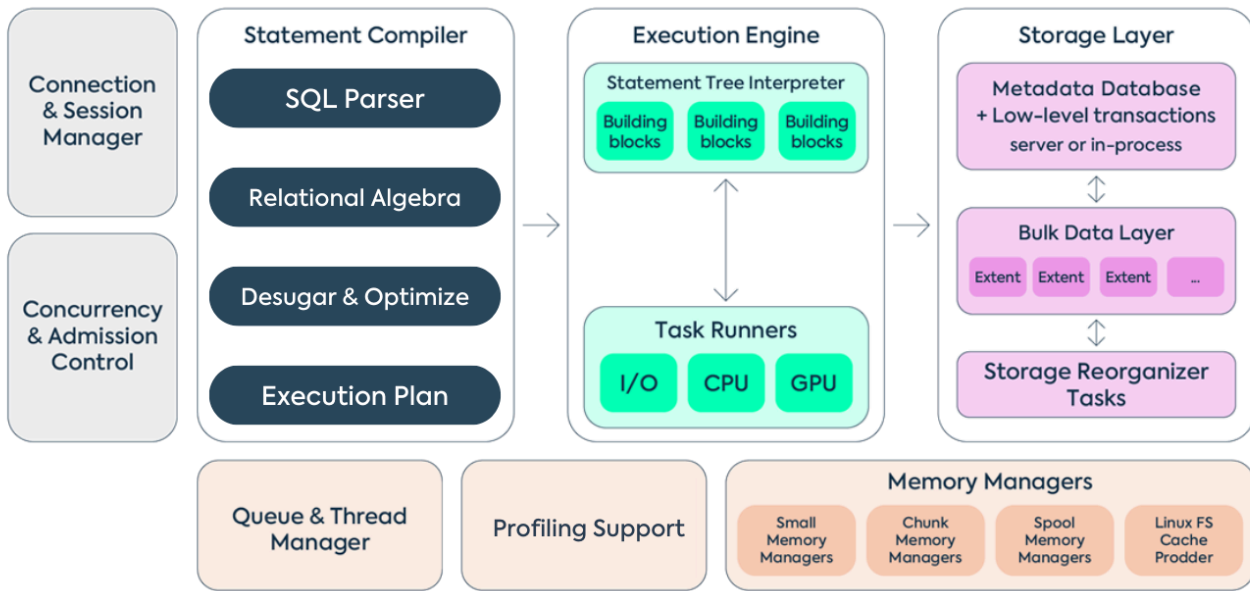 Connection
& Session
Manager
Concurrency
& Admission
Control
Statement Compiler
SQL Parser
Relational Algebra
Desugar & Optimize
Execution Plan
Execution Engine
Statement Tree Interpreter
Building
blocks
Building
blocks
Building
blocks
Task Runners
I/O
CPU
GPU
Storage Layer
Metadata Database
+ Low-level transactions
server or in-process
Bulk Data Layer
Extent
Extent
Extent
...
Storage Reorganizer
Tasks
Queue & Thread
Manager
Profiling Support
Memory Managers
Small
Memory
Managers
Chunk
Memory
Managers
Spool
Memory
Managers
Linux FS
Cache
Prodder